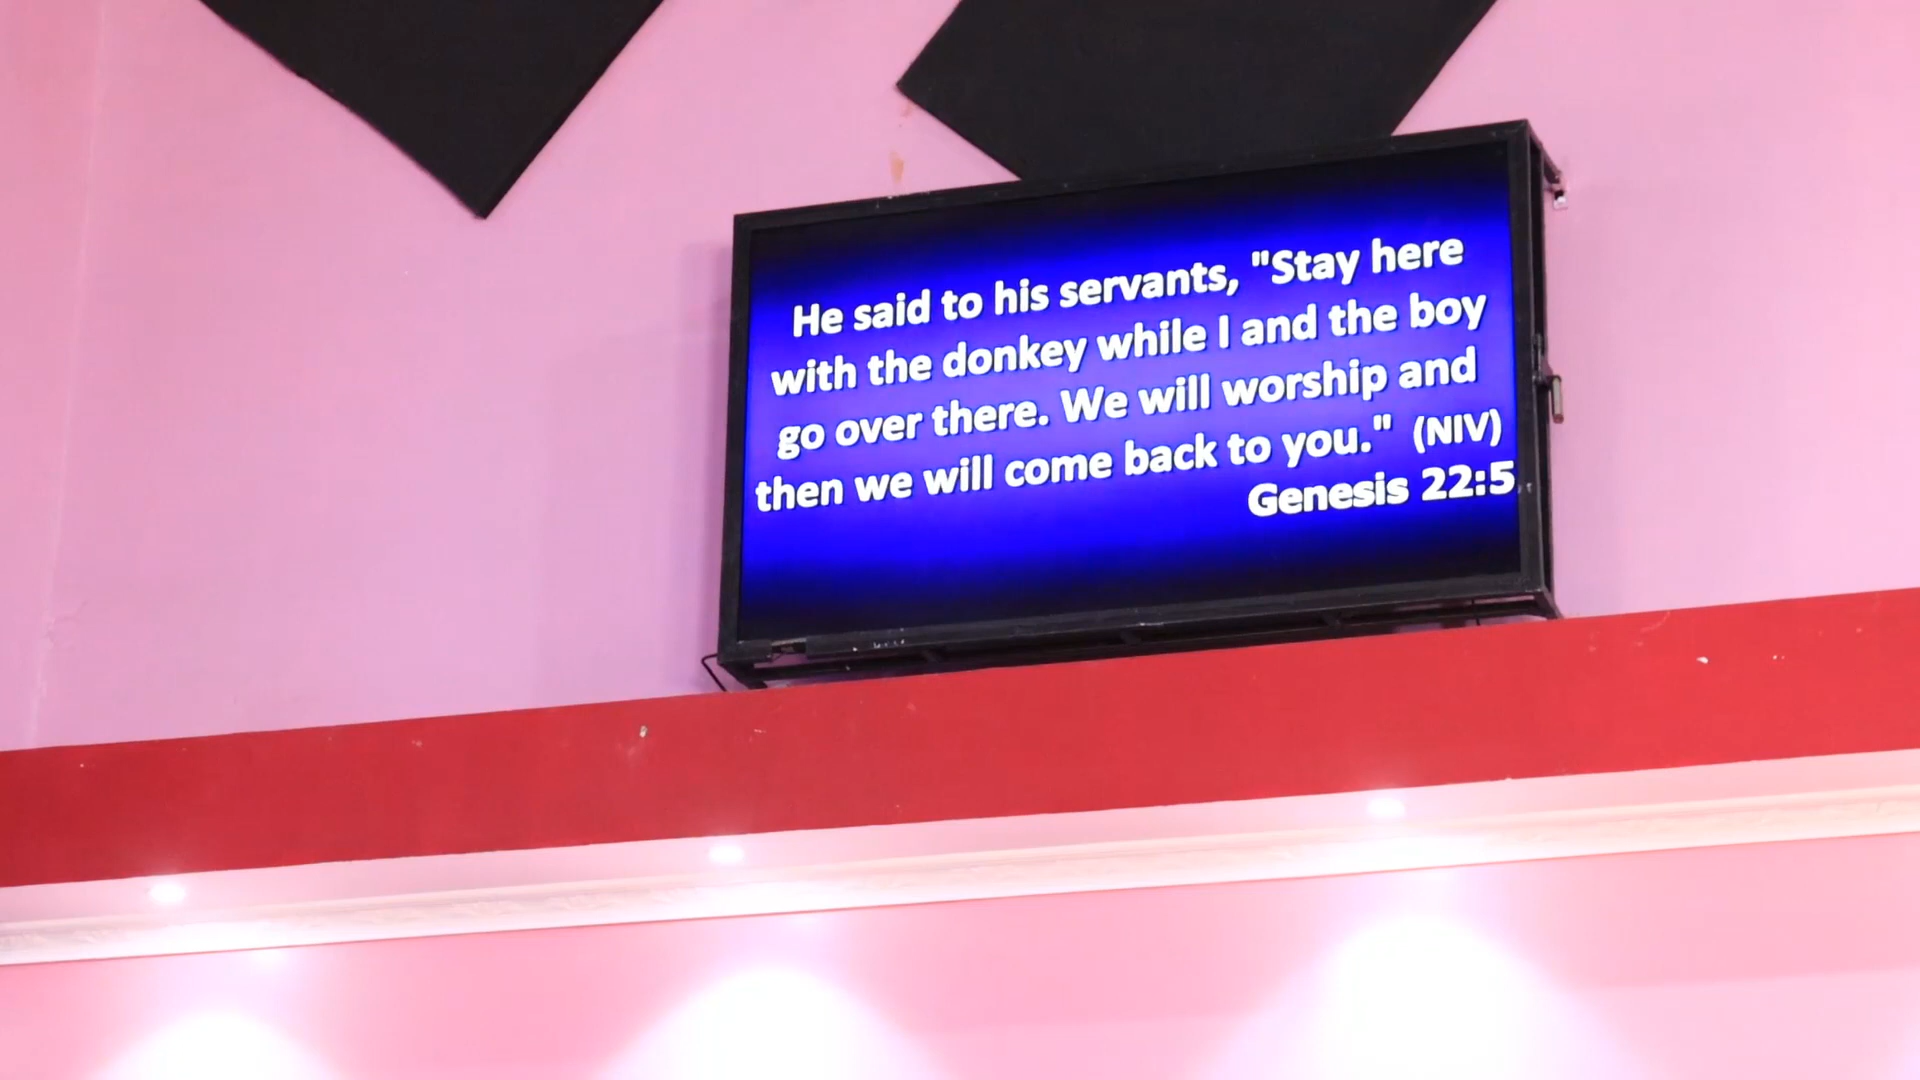 He said to his servants, "Stay here
with the donkey while I and the boy
go over there. We will worship and
then we will come back to you." (NIV)
Genesis 22:5